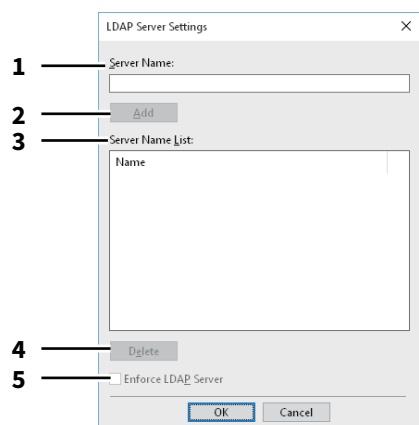 LDAP Server Settings
1 Server Name:
2 Add
3 Server Name List:
Name
4 Delete
5 Enforce LDAP Server
OK Cancel